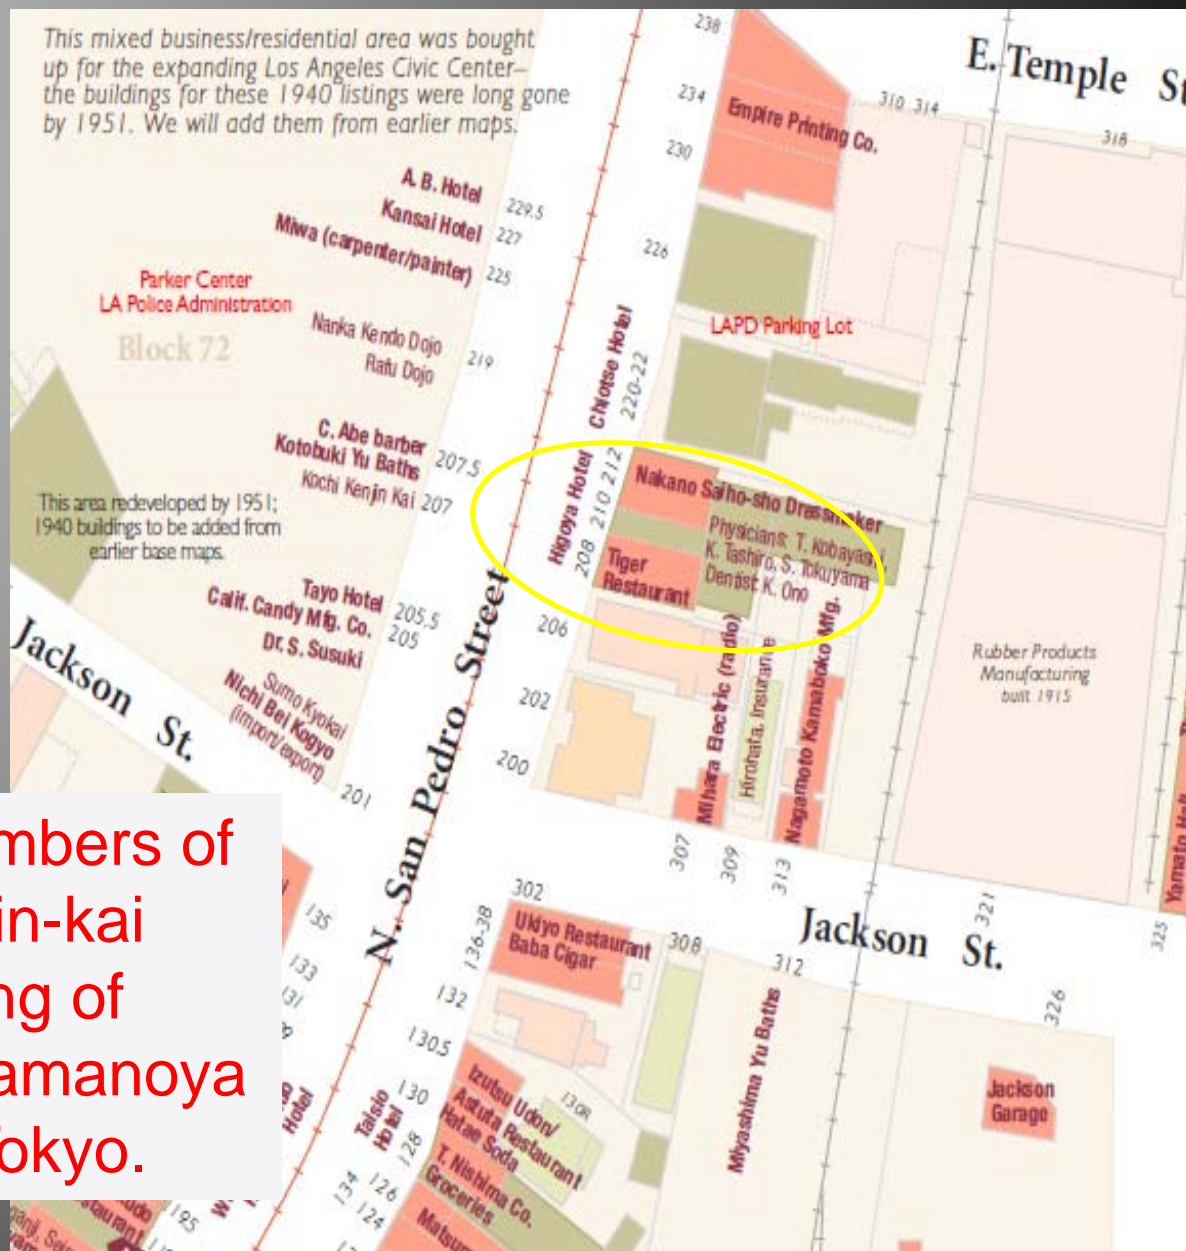 This mixed business/residential area was bought
up for the expanding Los Angeles Civic Center–
the buildings for these 1940 listings were long gone
by 1951. We will add them from earlier maps.
A. B. Hotel
229.5
Kansai Hotel
227
Miwa (carpenter/painter)
225
Parker Center
LA Police Administration
Block 72
Nanka Kendo Dojo
Rafu Dojo
219
C. Abe barber
Kotobuki Yu Baths
207.5
Kochi Kenjin Kai
207
This area redeveloped by 1951;
1940 buildings to be added from
earlier base maps.
Tayo Hotel
205.5
Calif. Candy Mfg. Co.
205
Dr. S. Susuki
Sumo Kyokai
Nichi Bei Kogyo
(import/export)
201
Jackson St.
N. San Pedro Street
238
234
230
226
Empire Printing Co.
310 314
E. Temple St
318
LAPD Parking Lot
Chiotse Hotel
220-22
Higoya Hotel
208 210 212
Nakano Saiho-sho Dressmaker
Physicians: T. Kobayashi,
K. Tashiro, S. Tokuyama
Dentist: K. Ono
Tiger
Restaurant
206
202
200
Mihara Electric (radio)
Hirohata, Insurance
Nagamoto Kamaboko Mfg.
307
309
313
Rubber Products
Manufacturing
built 1915
321
325
Jackson St.
302
136-38
Ukiyo Restaurant
Baba Cigar
308
312
326
132
130.5
Izutsu Udon/
Astuta Restaurant
Hatae Soda
130R
Miyashima Yu Baths
Jackson
Garage
Taisio
Hotel
130
128
134
126
124
T. Nishima Co.
Groceries
135
133
131
Hotel
119.5
mbers of
in-kai
ng of
amanoya
Tokyo.